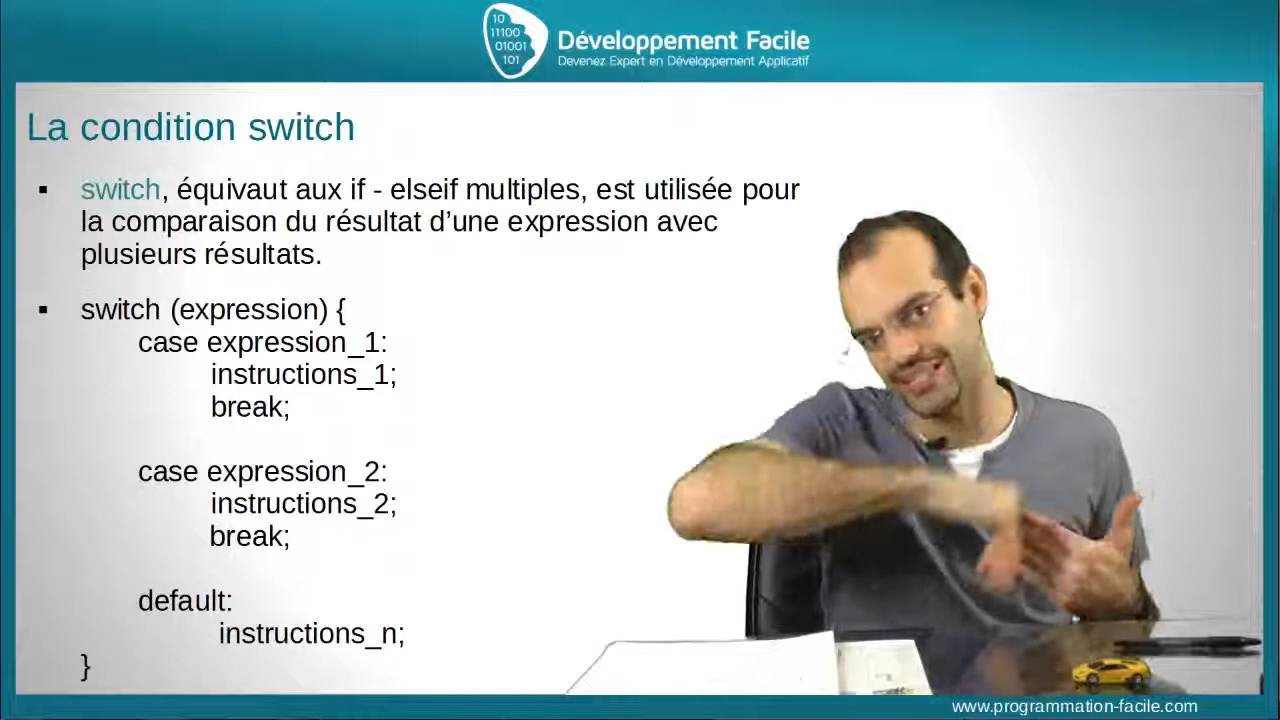 10
11100
01001
101
Développement Facile
Devenez Expert en Développement Applicatif
La condition switch
switch, équivaut aux if - elseif multiples, est utilisée pour
la comparaison du résultat d’une expression avec
plusieurs résultats.
switch (expression) {
case expression_1:
instructions_1;
break;
case expression_2:
instructions_2;
break;
default:
instructions_n;
}
www.programmation-facile.com